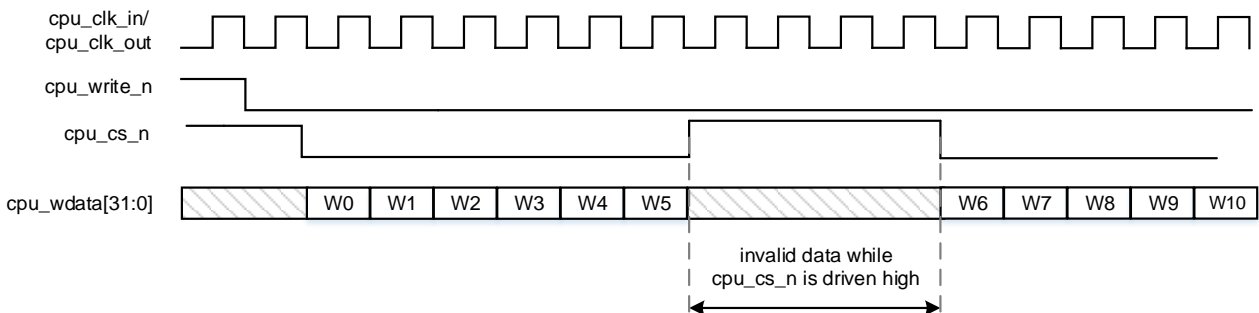 cpu_clk_in/
cpu_clk_out
cpu_write_n
cpu_cs_n
cpu_wdata[31:0]
W0 W1 W2 W3 W4 W5 W6 W7 W8 W9 W10
invalid data while
cpu_cs_n is driven high